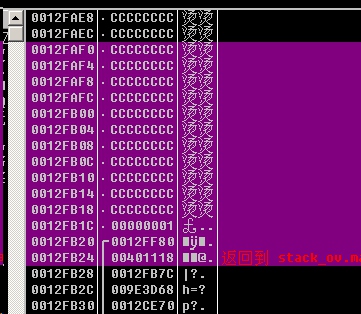 0012FAE8 · CCCCCCCC 烫烫
0012FAEC · CCCCCCCC 烫烫
0012FAF0 · CCCCCCCC 烫烫
0012FAF4 · CCCCCCCC 烫烫
0012FAF8 · CCCCCCCC 烫烫
0012FAFC · CCCCCCCC 烫烫
0012FB00 · CCCCCCCC 烫烫
0012FB04 · CCCCCCCC 烫烫
0012FB08 · CCCCCCCC 烫烫
0012FB0C · CCCCCCCC 烫烫
0012FB10 · CCCCCCCC 烫烫
0012FB14 · CCCCCCCC 烫烫
0012FB18 · CCCCCCCC 烫烫
0012FB1C · 00000001 ..
0012FB20 0012FF80 ÿ .
0012FB24 00401118 @. 返回到 stack_ov.ma
0012FB28 0012FB7C |?.
0012FB2C 009E3D68 h=?
0012FB30 0012CE70 p?.